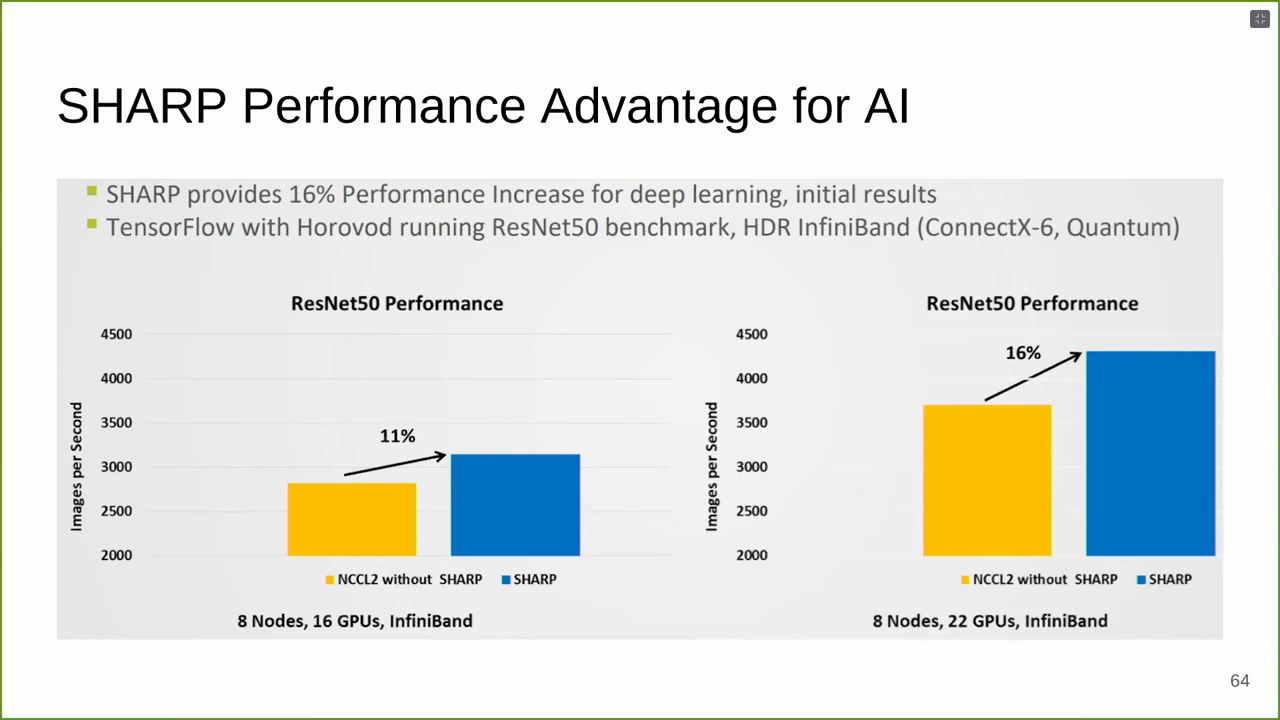 SHARP Performance Advantage for AI
SHARP provides 16% Performance Increase for deep learning, initial results
TensorFlow with Horovod running ResNet50 benchmark, HDR InfiniBand (ConnectX-6, Quantum)
ResNet50 Performance
4500
4000
3500
3000
2500
2000
Images per Second
11%
NCCL2 without SHARP
SHARP
8 Nodes, 16 GPUs, InfiniBand
ResNet50 Performance
4500
4000
3500
3000
2500
2000
Images per Second
16%
NCCL2 without SHARP
SHARP
8 Nodes, 22 GPUs, InfiniBand
64